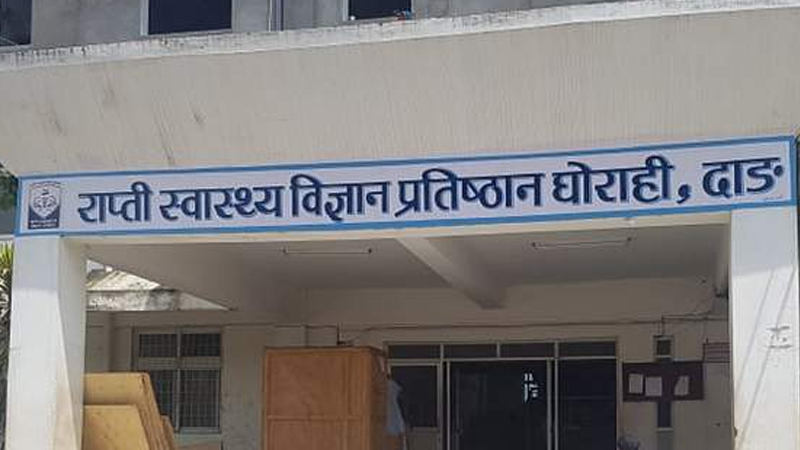 राप्ती स्वास्थ्य विज्ञान प्रतिष्ठान घोराही, दाङ